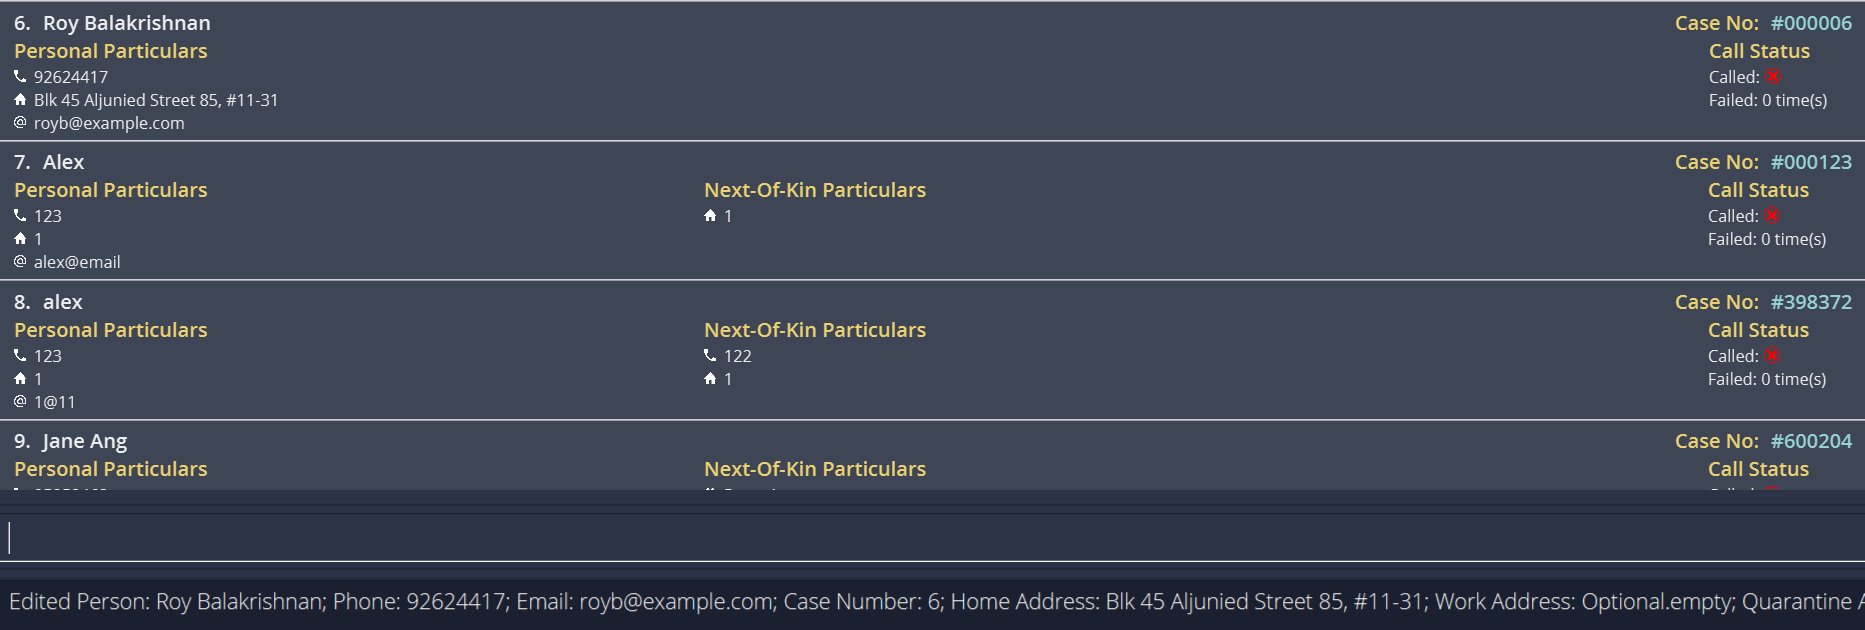 6. Roy Balakrishnan Case No: #000006
Personal Particulars Call Status
92624417 Called:
Blk 45 Aljunied Street 85, #11-31 Failed: 0 time(s)
@ royb@example.com
7. Alex Case No: #000123
Personal Particulars Next-Of-Kin Particulars Call Status
123 1 Called:
1 Failed: 0 time(s)
@ alex@email
8. alex Case No: #398372
Personal Particulars Next-Of-Kin Particulars Call Status
123 122 Called:
1 1 Failed: 0 time(s)
@ 1@11
9. Jane Ang Case No: #600204
Personal Particulars Next-Of-Kin Particulars Call Status
Edited Person: Roy Balakrishnan; Phone: 92624417; Email: royb@example.com; Case Number: 6; Home Address: Blk 45 Aljunied Street 85, #11-31; Work Address: Optional.empty; Quarantine